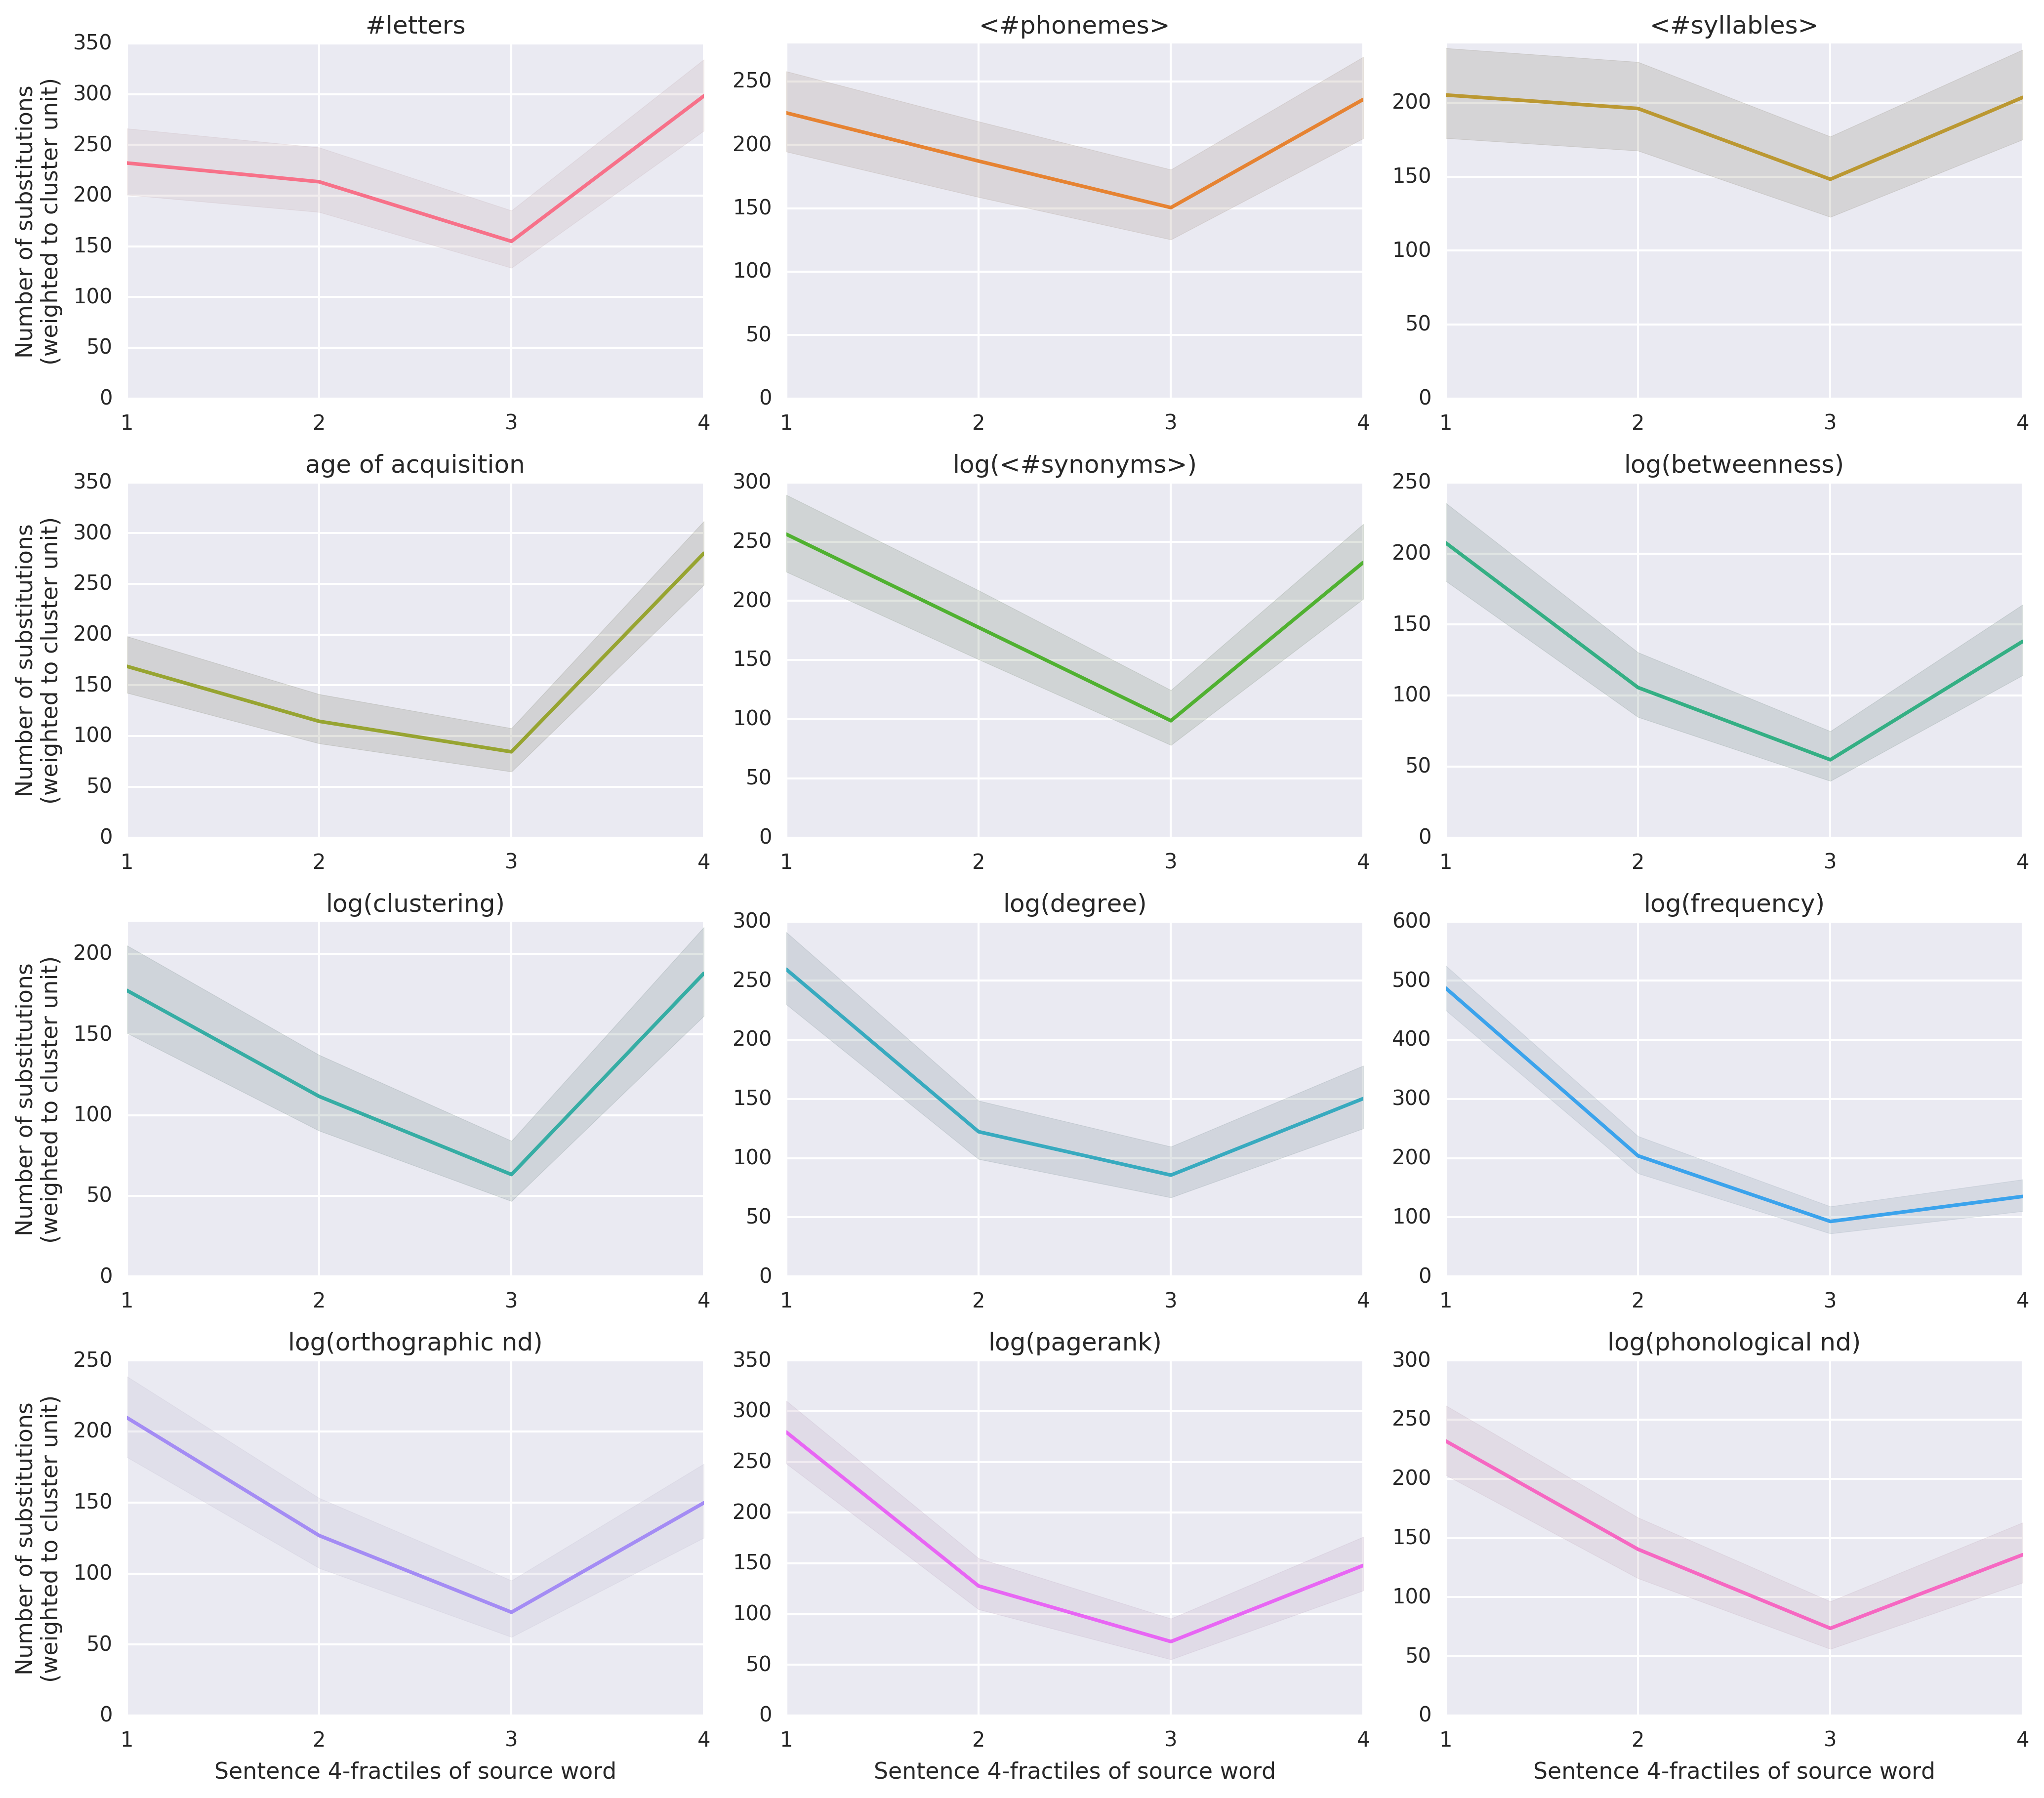 #letters
<#phonemes>
<#syllables>
Number of substitutions
(weighted to cluster unit)
350
300
250
200
150
100
50
0
1 2 3 4
250
200
150
100
50
0
1 2 3 4
200
150
100
50
0
1 2 3 4
age of acquisition
log(<#synonyms>)
log(betweenness)
Number of substitutions
(weighted to cluster unit)
350
300
250
200
150
100
50
0
1 2 3 4
300
250
200
150
100
50
0
1 2 3 4
250
200
150
100
50
0
1 2 3 4
log(clustering)
log(degree)
log(frequency)
Number of substitutions
(weighted to cluster unit)
200
150
100
50
0
1 2 3 4
300
250
200
150
100
50
0
1 2 3 4
600
500
400
300
200
100
0
1 2 3 4
log(orthographic nd)
log(pagerank)
log(phonological nd)
Number of substitutions
(weighted to cluster unit)
250
200
150
100
50
0
1 2 3 4
Sentence 4-fractiles of source word
350
300
250
200
150
100
50
0
1 2 3 4
Sentence 4-fractiles of source word
300
250
200
150
100
50
0
1 2 3 4
Sentence 4-fractiles of source word